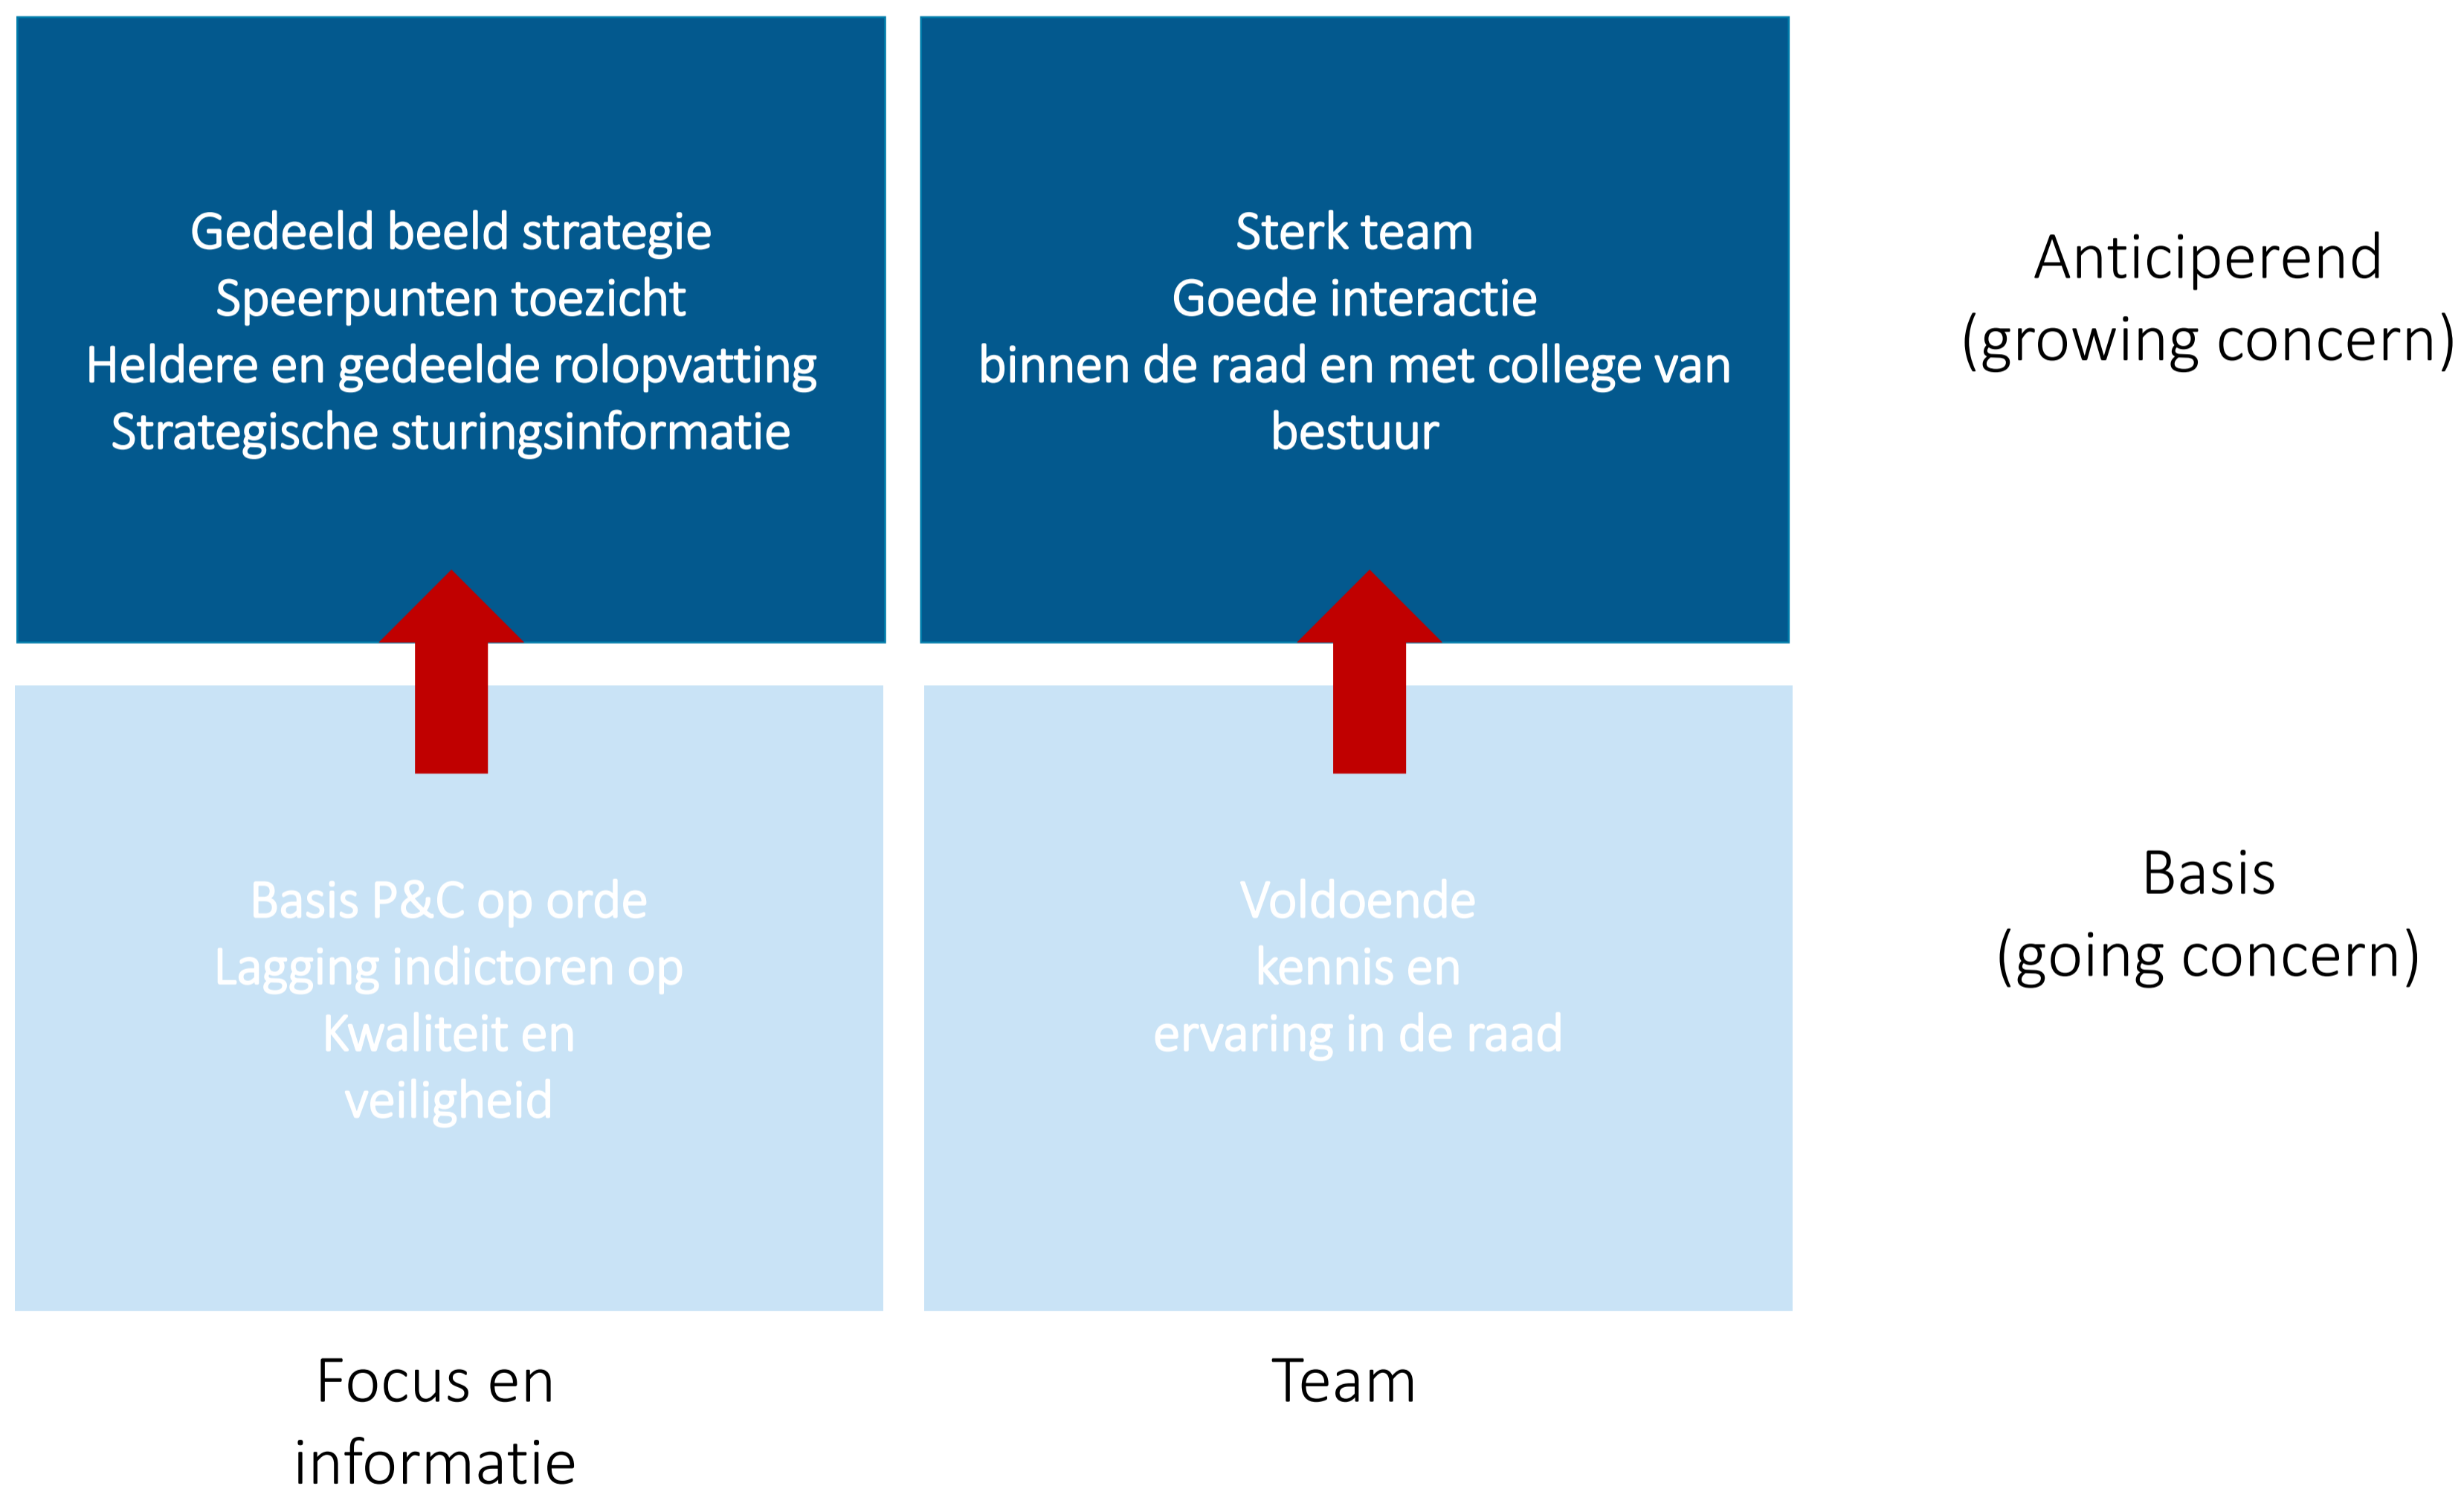 Gedeeld beeld strategie
Speerpunten toezicht
Heldere en gedeelde rolopvatting
Strategische sturingsinformatie
Sterk team
Goede interactie
binnen de raad en met college van
bestuur
Anticiperend
(growing concern)
Basis P&C op orde
Lagging indictoren op
Kwaliteit en
veiligheid
Voldoende
kennis en
ervaring in de raad
Basis
(going concern)
Focus en
informatie
Team